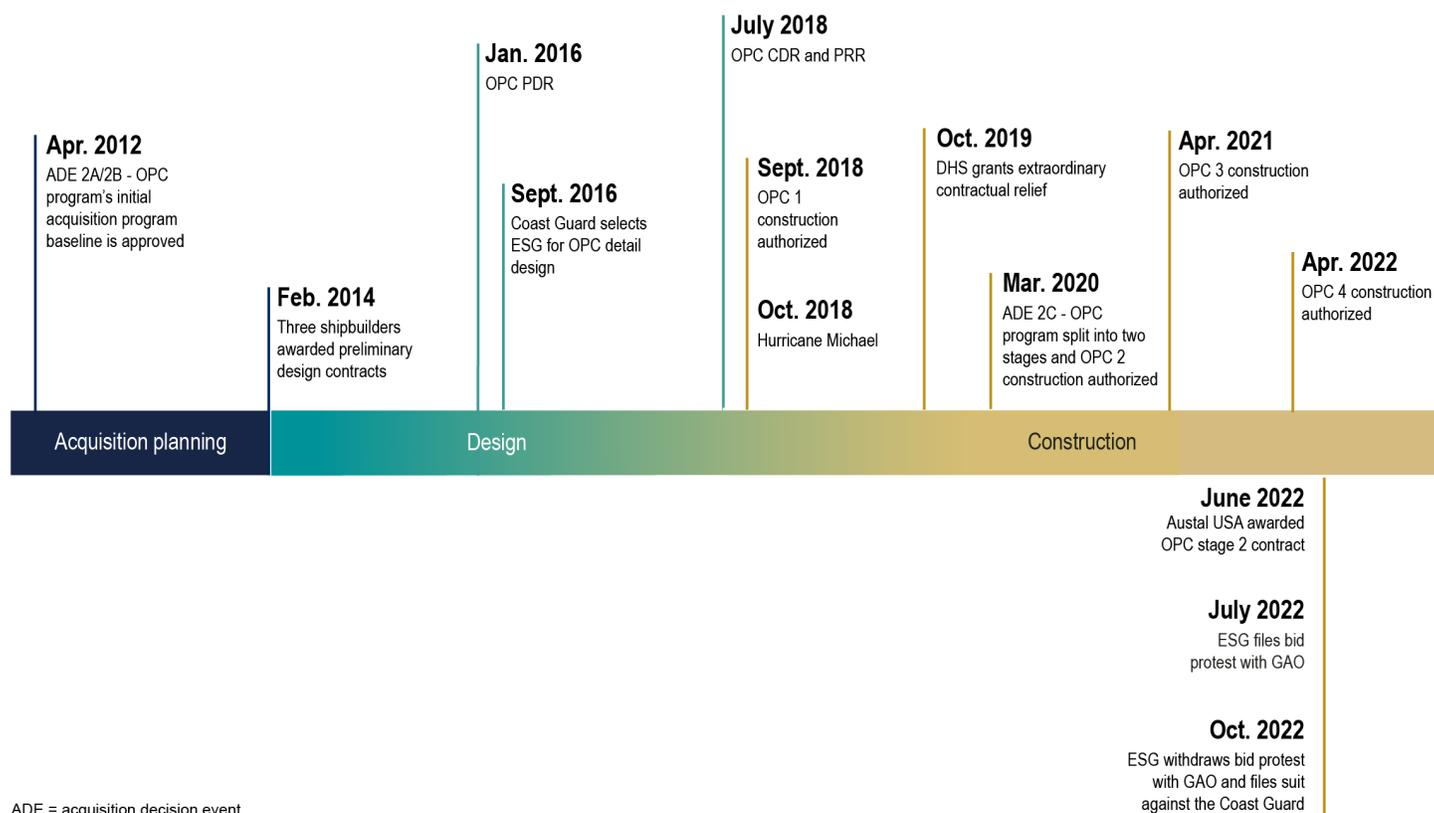 July 2018
OPC CDR and PRR
Jan. 2016
OPC PDR
Apr. 2012
ADE 2A/2B - OPC
program’s initial
acquisition program
baseline is approved
Feb. 2014
Three shipbuilders
awarded preliminary
design contracts
Sept. 2016
Coast Guard selects
ESG for OPC detail
design
Sept. 2018
OPC 1
construction
authorized
Oct. 2018
Hurricane Michael
Oct. 2019
DHS grants extraordinary
contractual relief
Mar. 2020
ADE 2C - OPC
program split into two
stages and OPC 2
construction authorized
Apr. 2021
OPC 3 construction
authorized
Apr. 2022
OPC 4 construction
authorized
Acquisition planning
Design
Construction
June 2022
Austal USA awarded
OPC stage 2 contract
July 2022
ESG files bid
protest with GAO
Oct. 2022
ESG withdraws bid protest
with GAO and files suit
against the Coast Guard
ADE = acquisition decision event